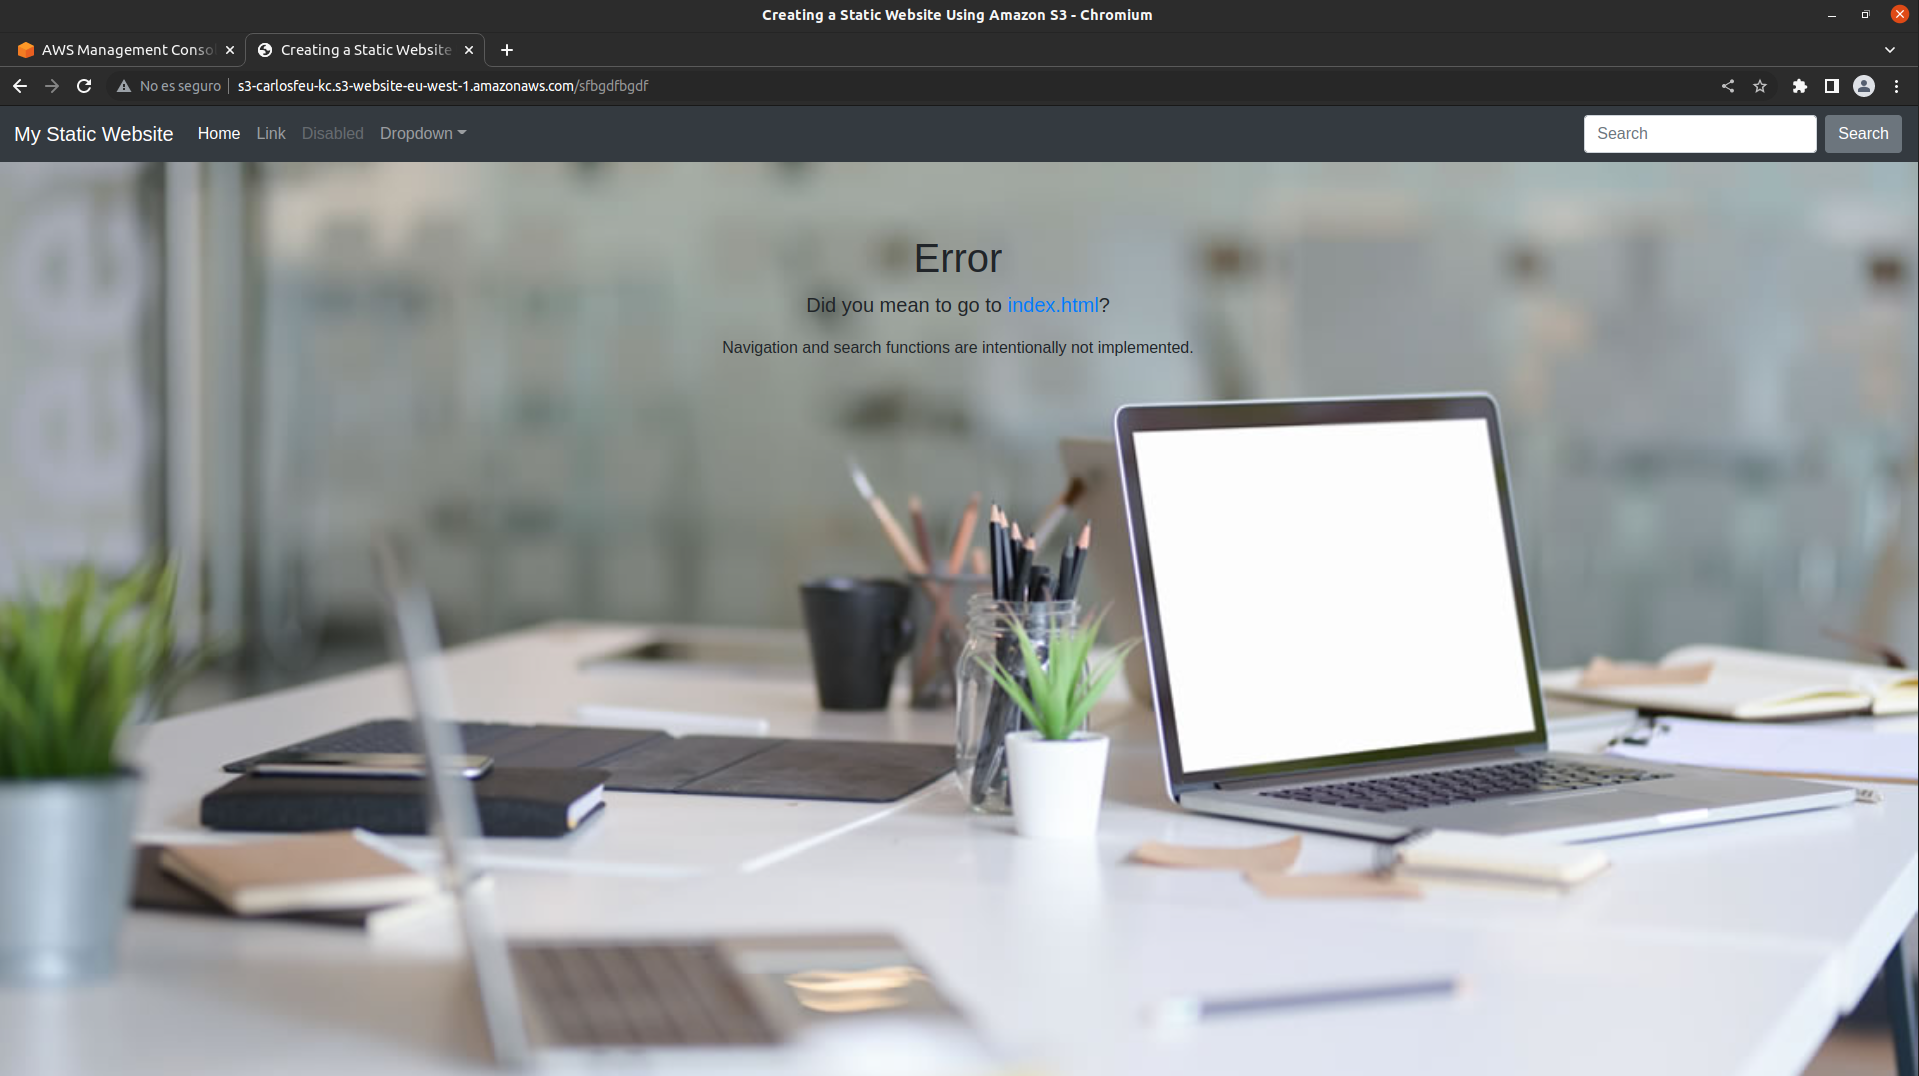 Creating a Static Website Using Amazon S3 - Chromium
AWS Management Conso
Creating a Static Website
No es seguro
s3-carlosfeu-kc.s3-website-eu-west-1.amazonaws.com/sfbgdfbgdf
My Static Website
Home
Link
Disabled
Dropdown
Search
Search
Error
Did you mean to go to index.html?
Navigation and search functions are intentionally not implemented.